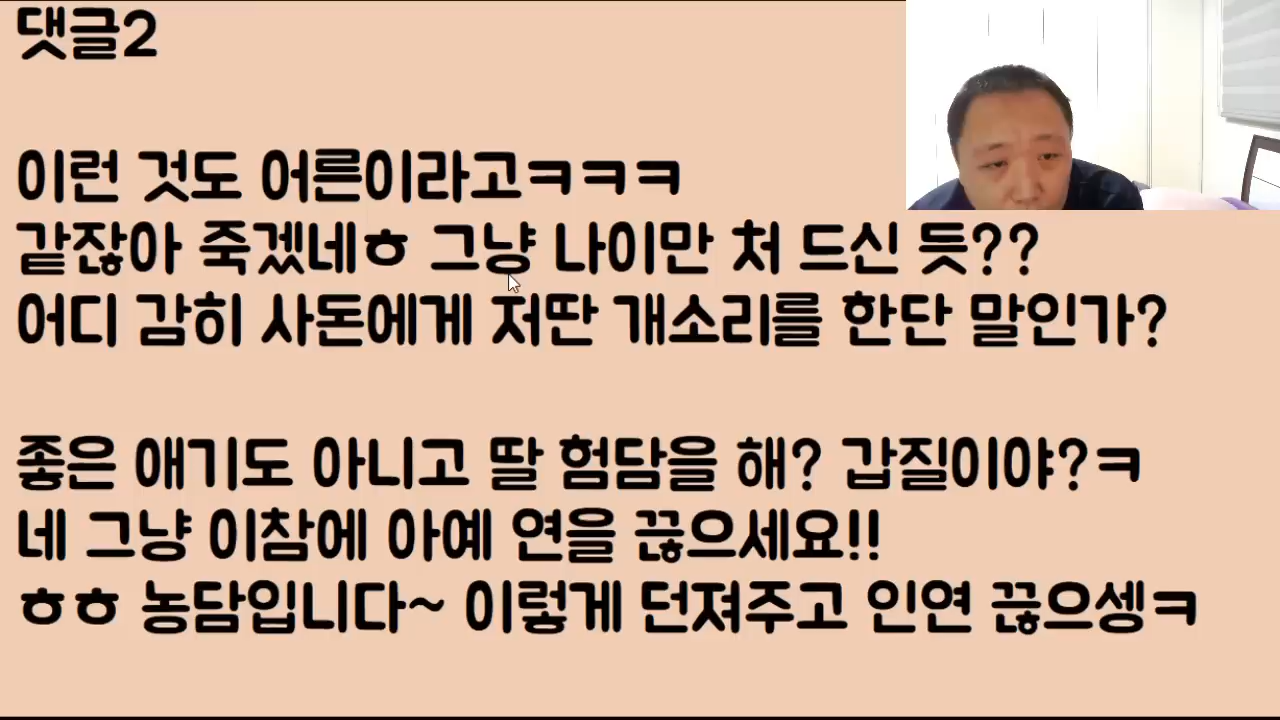 댓글2
이런 것도 어른이라고ㅋㅋㅋ
같잖아 죽겠네ㅎ 그냥 나이만 처 드신 듯??
어디 감히 사돈에게 저딴 개소리를 한단 말인가?
좋은 얘기도 아니고 딸 험담을 해? 갑질이야?ㅋ
네 그냥 이참에 아예 연을 끊으세요!!
ㅎㅎ 농담입니다~ 이렇게 던져주고 인연 끊으셍ㅋ